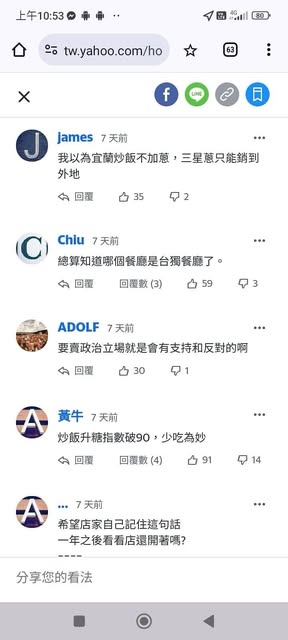 上午10:53
4G
80
tw.yahoo.com/ho
63
LINE
J
james 7 天前
我以為宜蘭炒飯不加蔥，三星蔥只能銷到
外地
回覆 35 2
C
Chiu 7 天前
總算知道哪個餐廳是台獨餐廳了。
回覆 回覆數 (3) 59 3
ADOLF 7 天前
要賣政治立場就是會有支持和反對的啊
回覆 30 1
A
黃牛 7 天前
炒飯升糖指數破90，少吃為妙
回覆 回覆數 (4) 91 14
A
... 7 天前
希望店家自己記住這句話
一年之後看看店還開著嗎?
----
分享您的看法